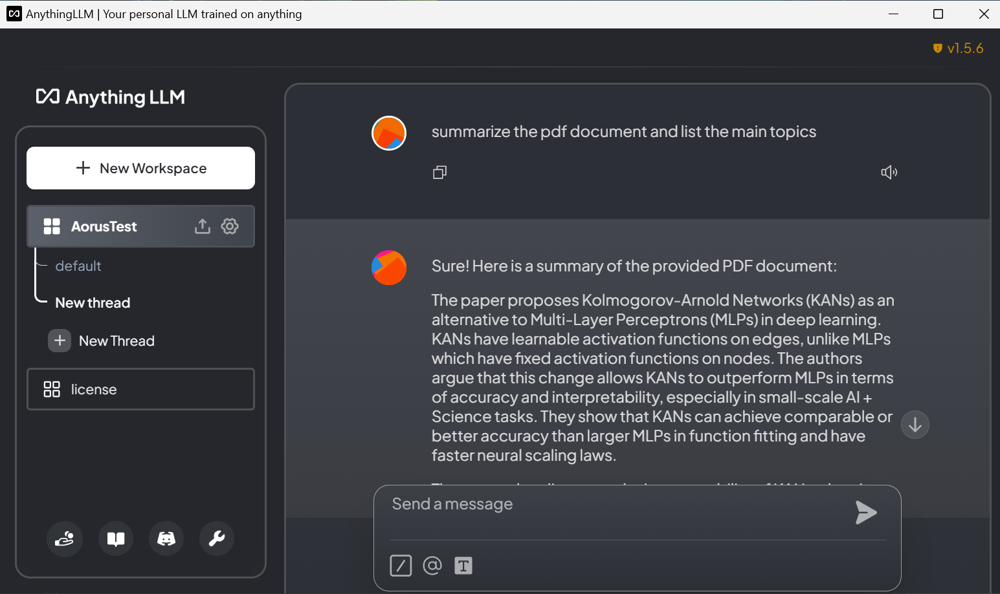 AnythingLLM | Your personal LLM trained on anything
v1.5.6
Anything LLM
New Workspace
AorusTest
default
New thread
New Thread
license
summarize the pdf document and list the main topics
Sure! Here is a summary of the provided PDF document:
The paper proposes Kolmogorov-Arnold Networks (KANs) as an
alternative to Multi-Layer Perceptrons (MLPs) in deep learning.
KANs have learnable activation functions on edges, unlike MLPs
which have fixed activation functions on nodes. The authors
argue that this change allows KANs to outperform MLPs in terms
of accuracy and interpretability, especially in small-scale AI +
Science tasks. They show that KANs can achieve comparable or
better accuracy than larger MLPs in function fitting and have
faster neural scaling laws.
Send a message